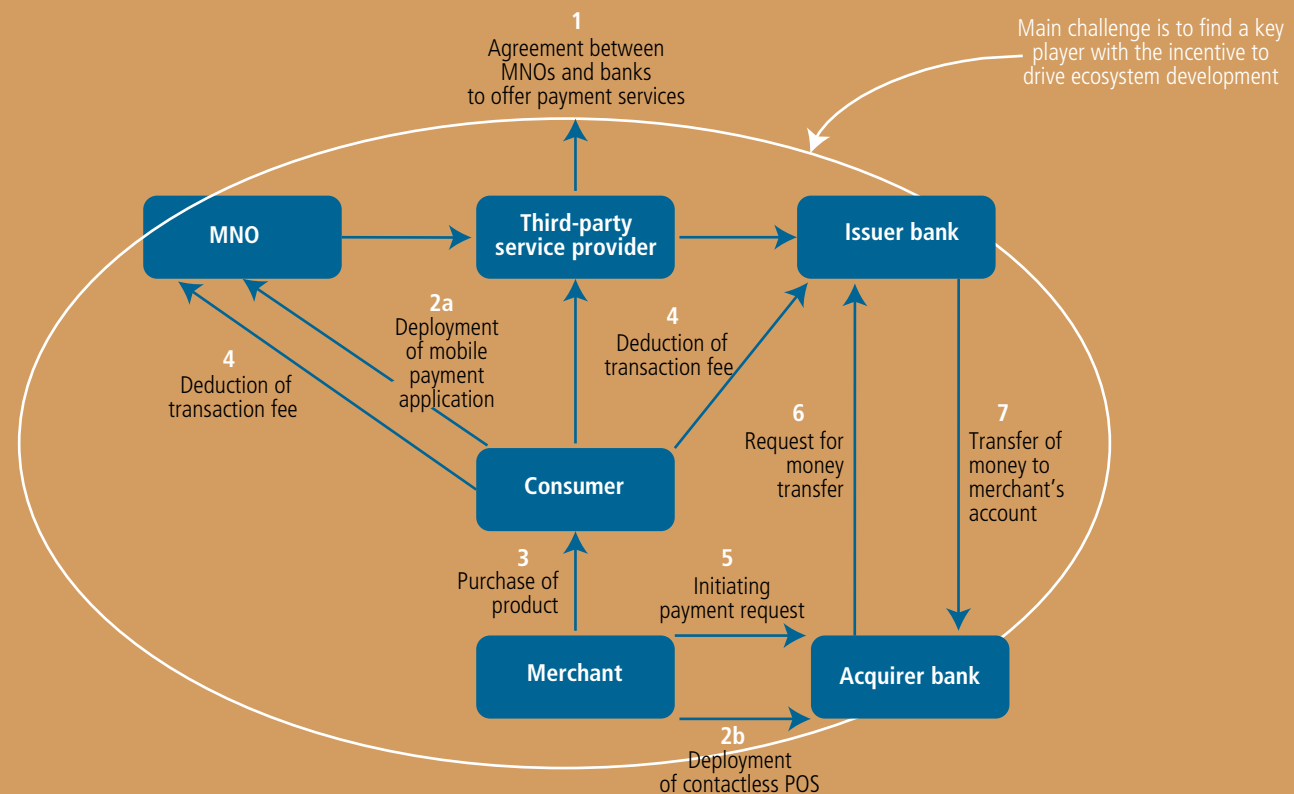 1
Agreement between
MNOs and banks
to offer payment services
Main challenge is to find a key
player with the incentive to
drive ecosystem development
MNO
Third-party
service provider
Issuer bank
2a
Deployment
of mobile
payment
application
4
Deduction of
transaction fee
4
Deduction of
transaction fee
6
Request for
money
transfer
7
Transfer of
money to
merchant's
account
Consumer
3
Purchase of
product
5
Initiating
payment request
Merchant
Acquirer bank
2b
Deployment
of contactless POS